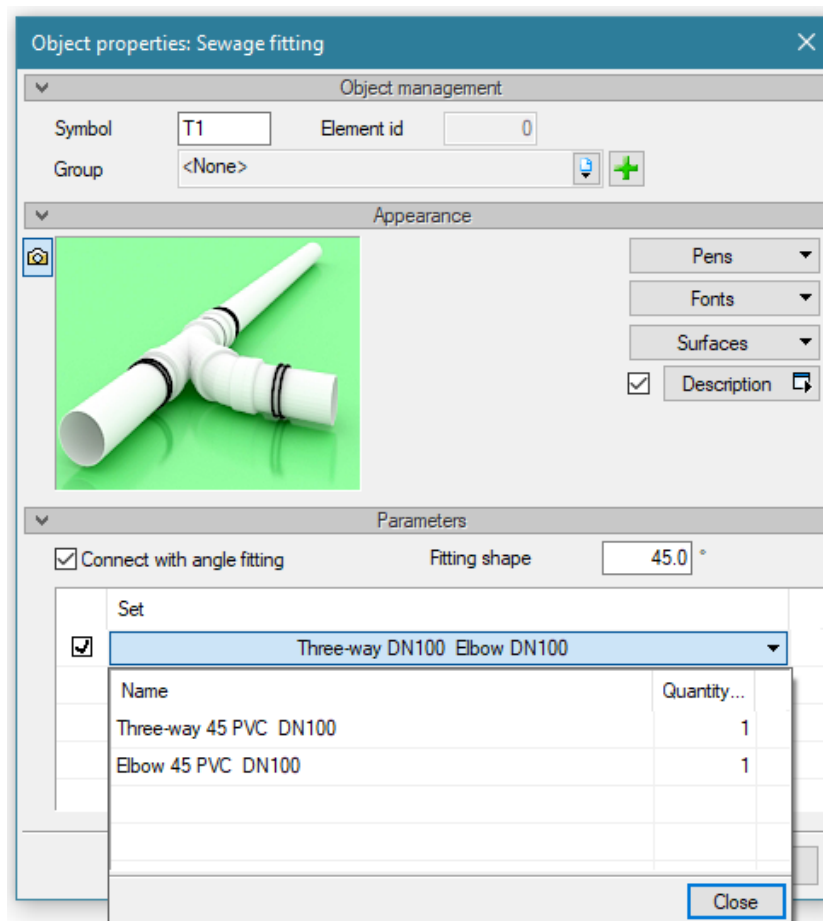 Object properties: Sewage fitting
Object management
Symbol T1 Element id 0
Group <None>
Appearance
Pens
Fonts
Surfaces
Description
Parameters
Connect with angle fitting Fitting shape 45.0 °
Set
Three-way DN100 Elbow DN100
Name Quantity...
Three-way 45 PVC DN100 1
Elbow 45 PVC DN100 1
Close